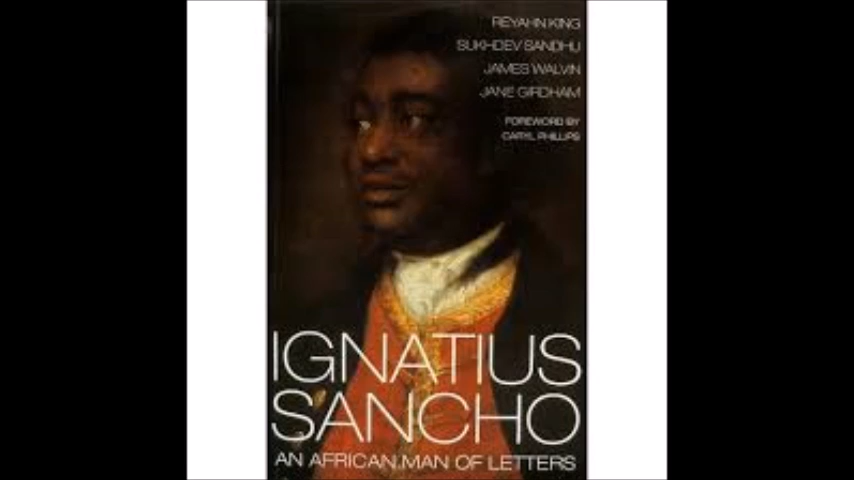 REYAHN KING
SUKHDEV SANDHU
JAMES WALVIN
JANE GIRDHAM
FOREWORD BY
CARYL PHILLIPS
IGNATIUS
SANCHO
AN AFRICAN MAN OF LETTERS